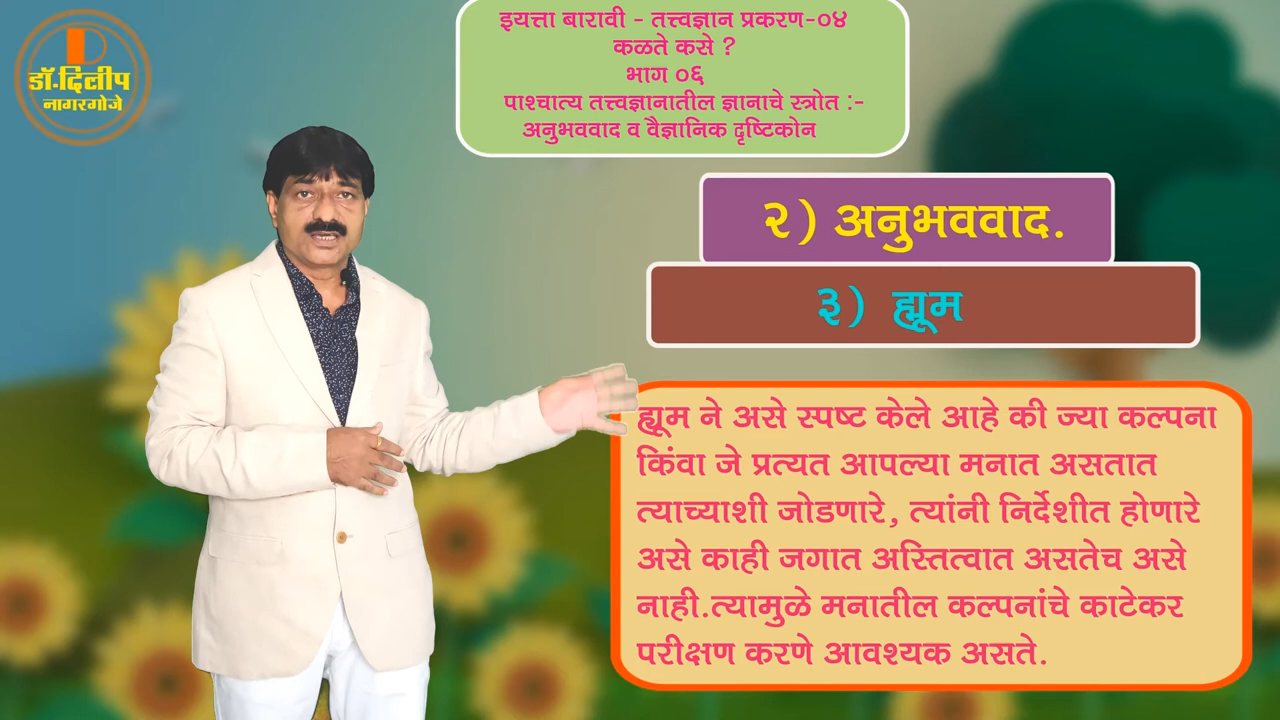 डॉ.दिलीप
नागरगोजे
इयत्ता बारावी - तत्त्वज्ञान प्रकरण-०४
कळते कसे ?
भाग ०६
पाश्चात्य तत्त्वज्ञानातील ज्ञानाचे स्त्रोत :-
अनुभववाद व वैज्ञानिक दृष्टिकोन
२) अनुभववाद.
३) ह्यूम
ह्यूम ने असे स्पष्ट केले आहे की ज्या कल्पना
किंवा जे प्रत्यत आपल्या मनात असतात
त्याच्याशी जोडणारे, त्यांनी निर्देशीत होणारे
असे काही जगात अस्तित्वात असतेच असे
नाही.त्यामुळे मनातील कल्पनांचे काटेकर
परीक्षण करणे आवश्यक असते.